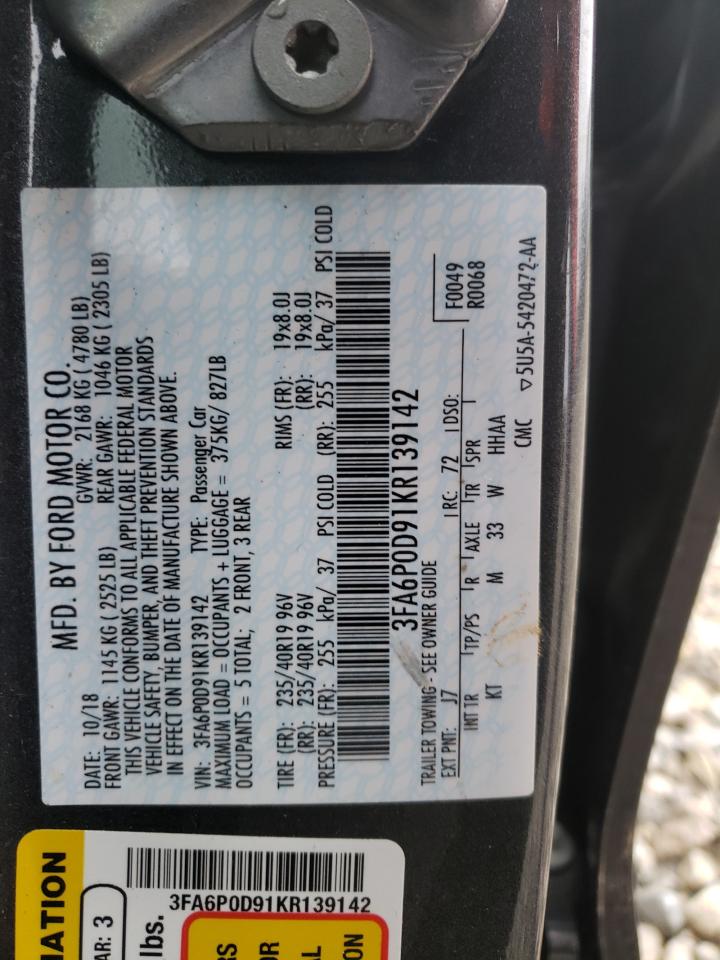 MFD. BY FORD MOTOR CO.
DATE: 10/18 GVWR: 2168 KG ( 4780 LB)
FRONT GAWR: 1145 KG ( 2525 LB) REAR GAWR: 1046 KG ( 2305 LB)
THIS VEHICLE CONFORMS TO ALL APPLICABLE FEDERAL MOTOR
VEHICLE SAFETY, BUMPER, AND THEFT PREVENTION STANDARDS
IN EFFECT ON THE DATE OF MANUFACTURE SHOWN ABOVE.
VIN: 3FA6P0D91KR139142 TYPE: Passenger Car
MAXIMUM LOAD = OCCUPANTS + LUGGAGE = 375KG/ 827LB
OCCUPANTS = 5 TOTAL; 2 FRONT, 3 REAR
TIRE (FR): 235/40R19 96V RIMS (FR): 19x8.0J
(RR): 235/40R19 96V (RR): 19x8.0J
PRESSURE (FR): 255 kPa/ 37 PSI COLD (RR): 255 kPa/ 37 PSI COLD
3FA6P0D91KR139142
TRAILER TOWING - SEE OWNER GUIDE
EXT PNT: J7 RC: 72 DSO: F0049
R0068
INT TR TP/PS R AXLE TR SPR
KT M 33 W HHAA
CMC ▽5U5A-5420472-AA
3FA6P0D91KR139142
AR: 3
lbs.